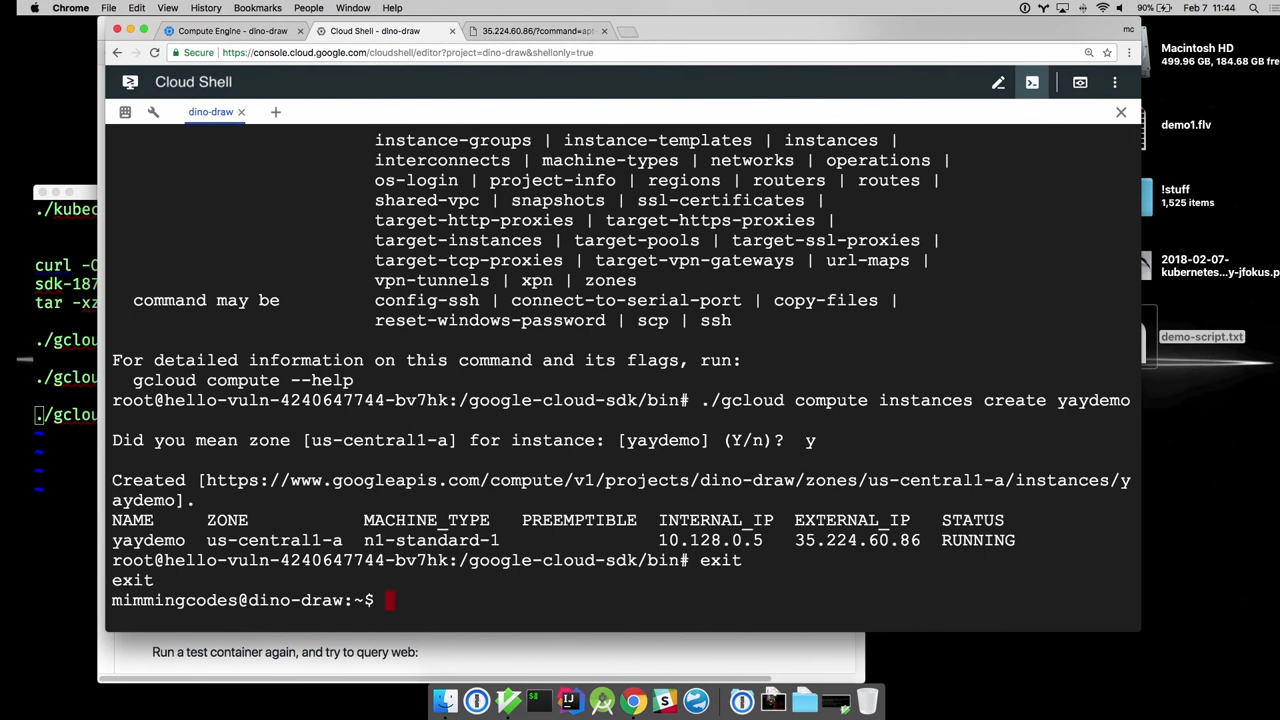 Chrome File Edit View History Bookmarks People Window Help 90% Feb 7 11:44
Compute Engine - dino-draw Cloud Shell - dino-draw 35.224.60.86/?command=apt mc
Secure https://console.cloud.google.com/cloudshell/editor?project=dino-draw&shellonly=true
Macintosh HD
499.96 GB, 184.68 GB fre
Cloud Shell
dino-draw
demo1.flv
!stuff
1,525 items
2018-02-07-
kubernetes...y-jfokus.p
demo-script.txt
./kubec
curl -O
sdk-187
tar -xz
./gclou
./gclou
./gclou
~
~
~
~
~
instance-groups | instance-templates | instances |
interconnects | machine-types | networks | operations |
os-login | project-info | regions | routers | routes |
shared-vpc | snapshots | ssl-certificates |
target-http-proxies | target-https-proxies |
target-instances | target-pools | target-ssl-proxies |
target-tcp-proxies | target-vpn-gateways | url-maps |
vpn-tunnels | xpn | zones
command may be config-ssh | connect-to-serial-port | copy-files |
reset-windows-password | scp | ssh
For detailed information on this command and its flags, run:
gcloud compute --help
root@hello-vuln-4240647744-bv7hk:/google-cloud-sdk/bin# ./gcloud compute instances create yaydemo
Did you mean zone [us-central1-a] for instance: [yaydemo] (Y/n)? y
Created [https://www.googleapis.com/compute/v1/projects/dino-draw/zones/us-central1-a/instances/y
aydemo].
NAME ZONE MACHINE_TYPE PREEMPTIBLE INTERNAL_IP EXTERNAL_IP STATUS
yaydemo us-central1-a n1-standard-1 10.128.0.5 35.224.60.86 RUNNING
root@hello-vuln-4240647744-bv7hk:/google-cloud-sdk/bin# exit
exit
mimmingcodes@dino-draw:~$
Run a test container again, and try to query web: